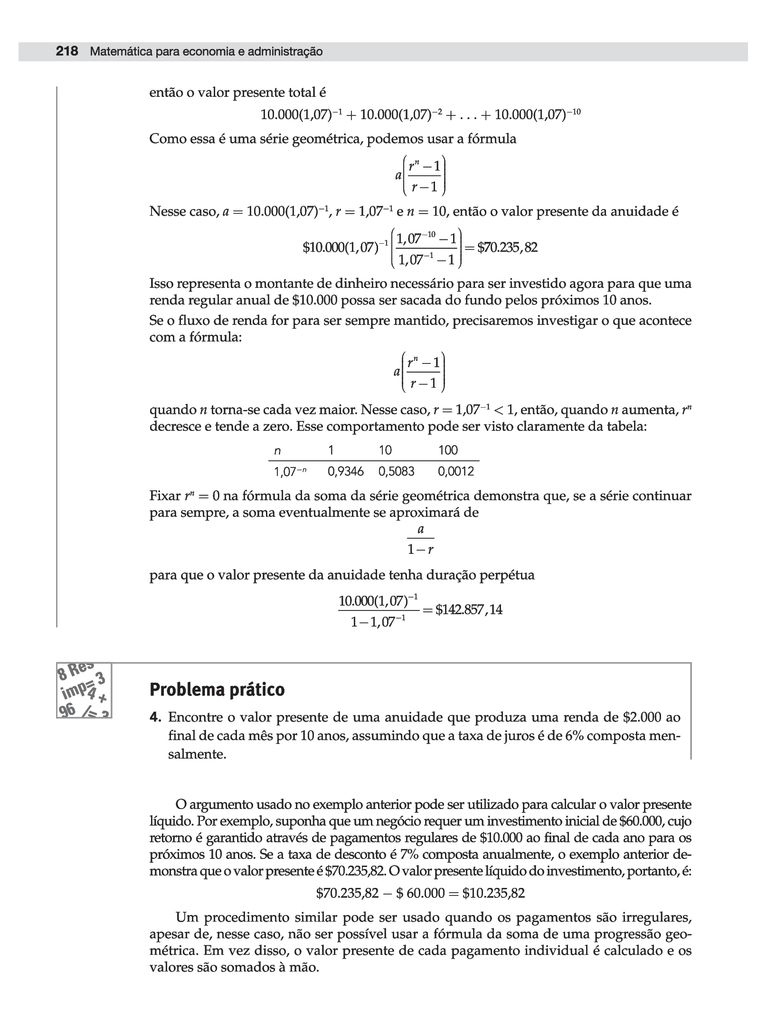 218 Matemática para economia e administração
então o valor presente total é
10.000(1,07)⁻¹ + 10.000(1,07)⁻² + . . . + 10.000(1,07)⁻¹⁰
Como essa é uma série geométrica, podemos usar a fórmula
a((rⁿ − 1)/(r − 1))
Nesse caso, a = 10.000(1,07)⁻¹, r = 1,07⁻¹ e n = 10, então o valor presente da anuidade é
$10.000(1,07)⁻¹((1,07⁻¹⁰ − 1)/(1,07⁻¹ − 1)) = $70.235,82
Isso representa o montante de dinheiro necessário para ser investido agora para que uma
renda regular anual de $10.000 possa ser sacada do fundo pelos próximos 10 anos.
Se o fluxo de renda for para ser sempre mantido, precisaremos investigar o que acontece
com a fórmula:
a((rⁿ − 1)/(r − 1))
quando n torna-se cada vez maior. Nesse caso, r = 1,07⁻¹ < 1, então, quando n aumenta, rⁿ
decresce e tende a zero. Esse comportamento pode ser visto claramente da tabela:
n 1 10 100
1,07⁻ⁿ 0,9346 0,5083 0,0012
Fixar rⁿ = 0 na fórmula da soma da série geométrica demonstra que, se a série continuar
para sempre, a soma eventualmente se aproximará de
a/(1 − r)
para que o valor presente da anuidade tenha duração perpétua
10.000(1,07)⁻¹/(1 − 1,07⁻¹) = $142.857,14
8 Res
imp= 3
4 +
96 /=
Problema prático
4. Encontre o valor presente de uma anuidade que produza uma renda de $2.000 ao
final de cada mês por 10 anos, assumindo que a taxa de juros é de 6% composta men-
salmente.
O argumento usado no exemplo anterior pode ser utilizado para calcular o valor presente
líquido. Por exemplo, suponha que um negócio requer um investimento inicial de $60.000, cujo
retorno é garantido através de pagamentos regulares de $10.000 ao final de cada ano para os
próximos 10 anos. Se a taxa de desconto é 7% composta anualmente, o exemplo anterior de-
monstra que o valor presente é $70.235,82. O valor presente líquido do investimento, portanto, é:
$70.235,82 − $ 60.000 = $10.235,82
Um procedimento similar pode ser usado quando os pagamentos são irregulares,
apesar de, nesse caso, não ser possível usar a fórmula da soma de uma progressão geo-
métrica. Em vez disso, o valor presente de cada pagamento individual é calculado e os
valores são somados à mão.